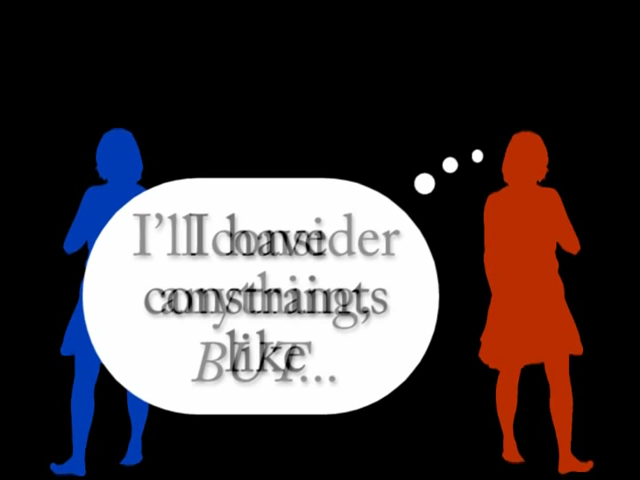 I'll consider
anything,
BUT...
I have
constraints
like